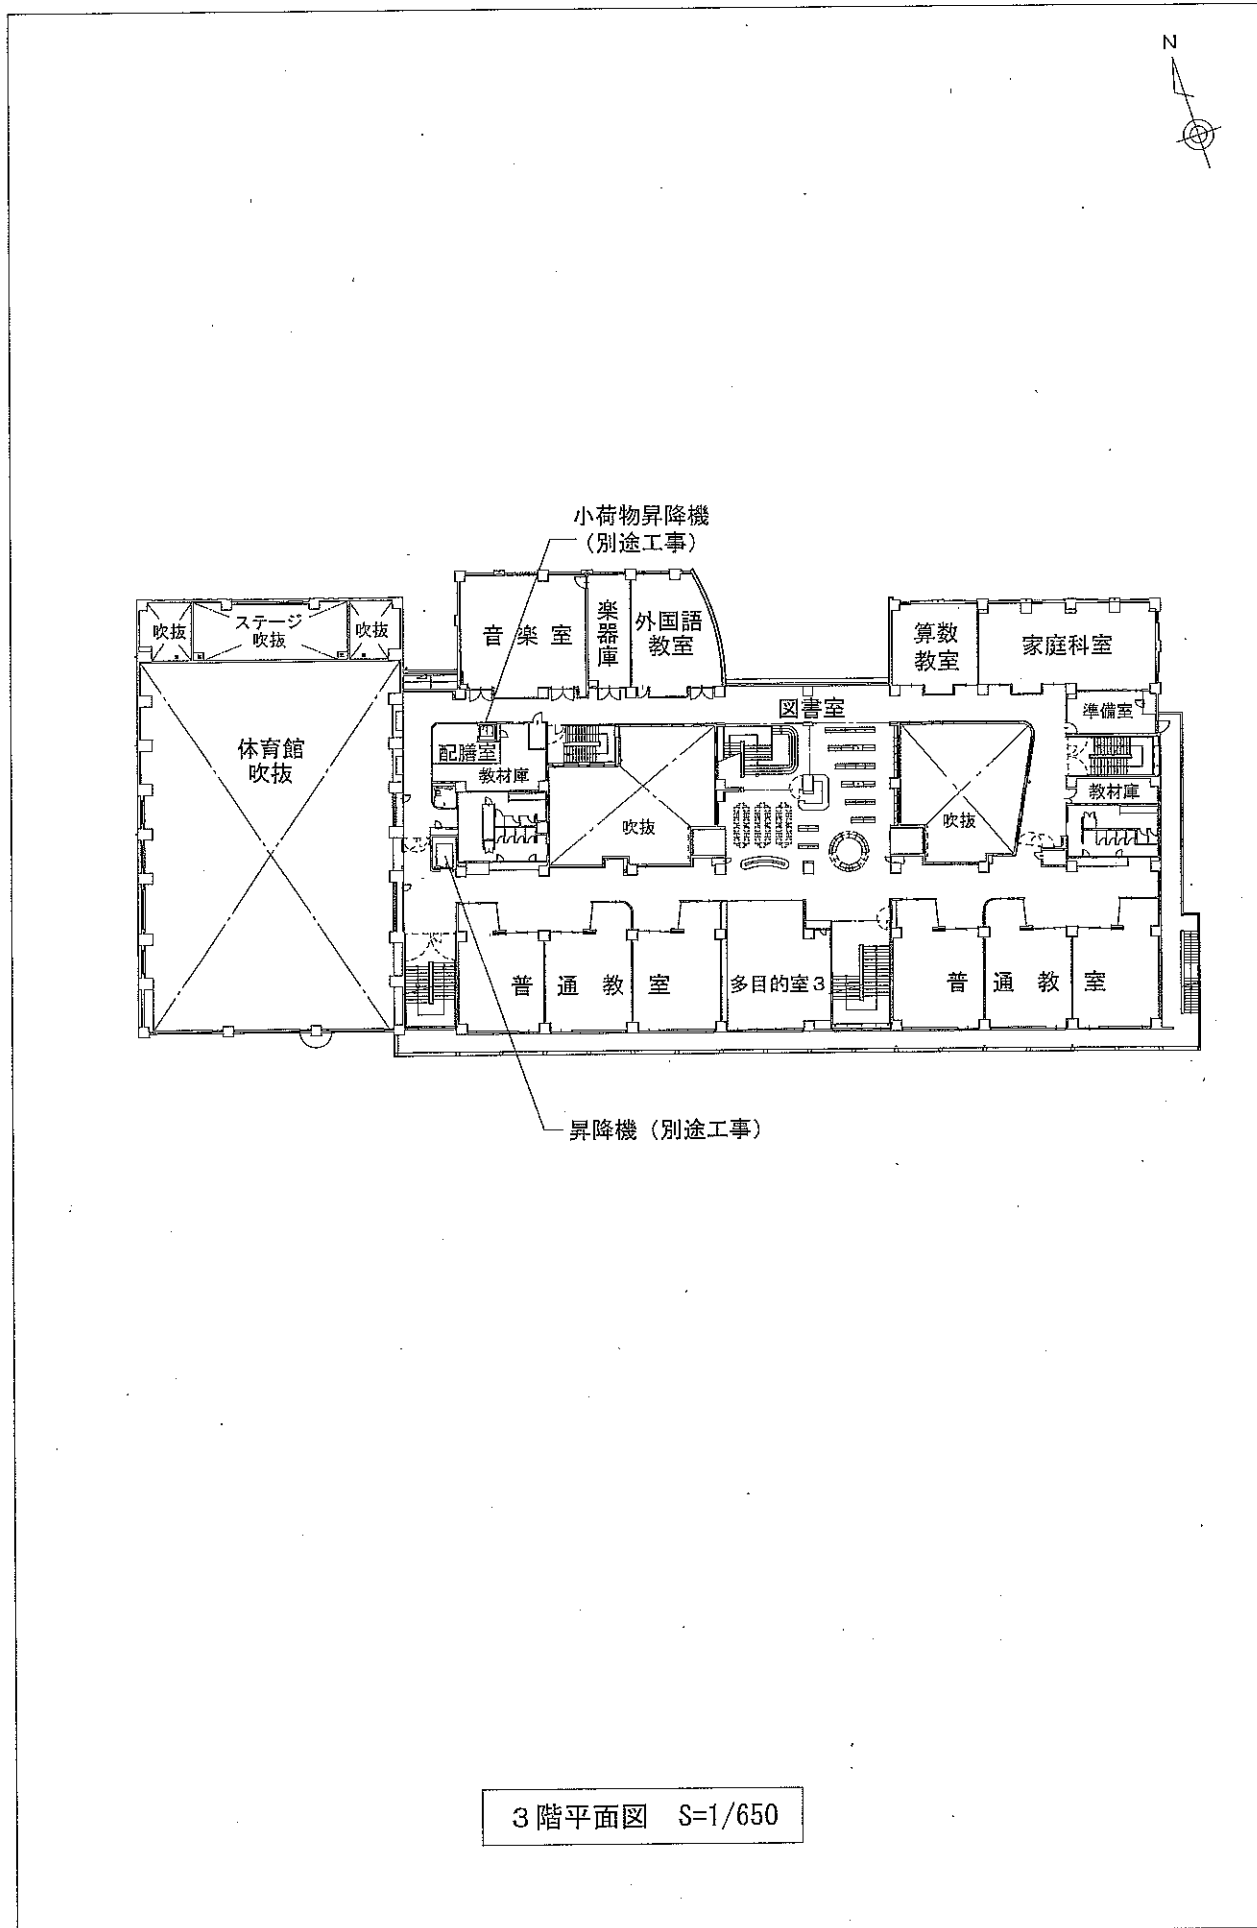 N
小荷物昇降機
（別途工事）
吹抜
ステージ
吹抜
吹抜
音楽室
楽器庫
外国語
教室
算数
教室
家庭科室
図書室
準備室
体育館
吹抜
配膳室
教材庫
教材庫
吹抜
吹抜
普通教室
多目的室3
普通教室
昇降機（別途工事）
3階平面図 S=1/650